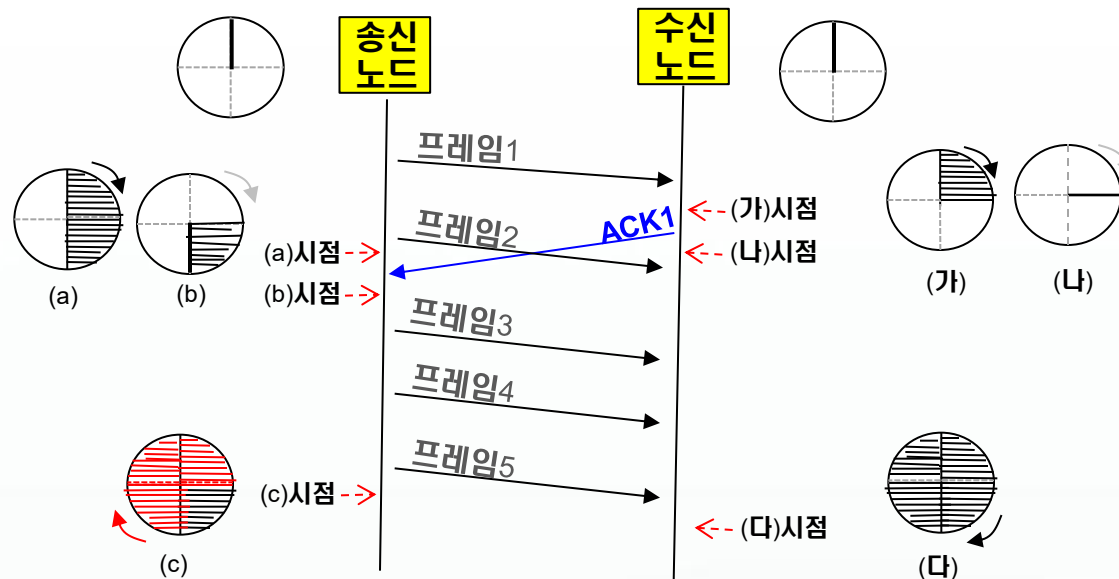 송신
노드
수신
노드
프레임1
(가)시점
ACK1
프레임2
(a)시점
(나)시점
(a)
(b)
(b)시점
(가)
(나)
프레임3
프레임4
프레임5
(c)시점
(다)시점
(c)
(다)